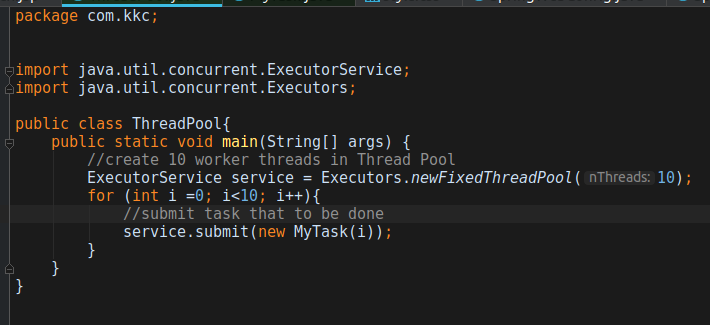 package com.kkc;
import java.util.concurrent.ExecutorService;
import java.util.concurrent.Executors;
public class ThreadPool{
public static void main(String[] args) {
//create 10 worker threads in Thread Pool
ExecutorService service = Executors.newFixedThreadPool( nThreads: 10);
for (int i =0; i<10; i++){
//submit task that to be done
service.submit(new MyTask(i));
}
}
}